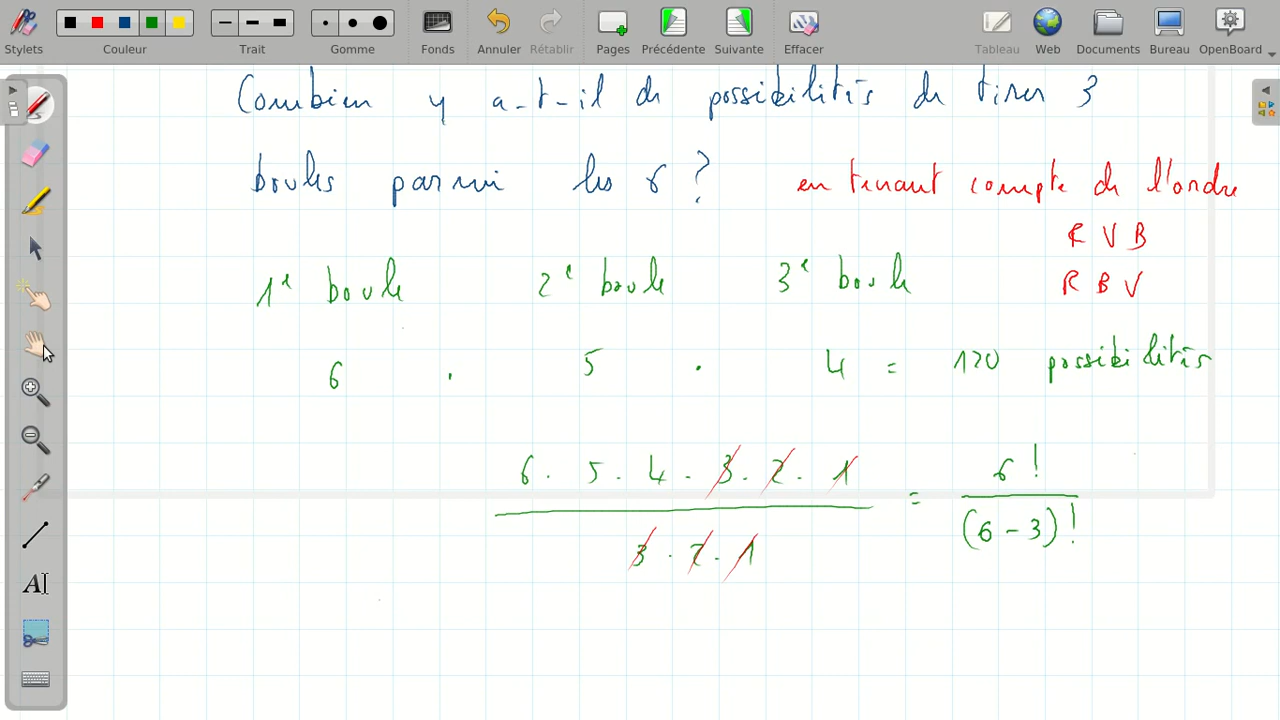 Stylets Couleur Trait Gomme Fonds Annuler Rétablir Pages Précédente Suivante Effacer Tableau Web Documents Bureau OpenBoard
Combien y a-t-il de possibilités de tirer 3
boules parmi les 6 ? en tenant compte de l'ordre
R V B
1e boule 2e boule 3e boule R B V
6 . 5 . 4 = 120 possibilités
6 . 5 . 4 . 3 . 2 . 1 = 6 !
3 . 2 . 1 (6 - 3) !